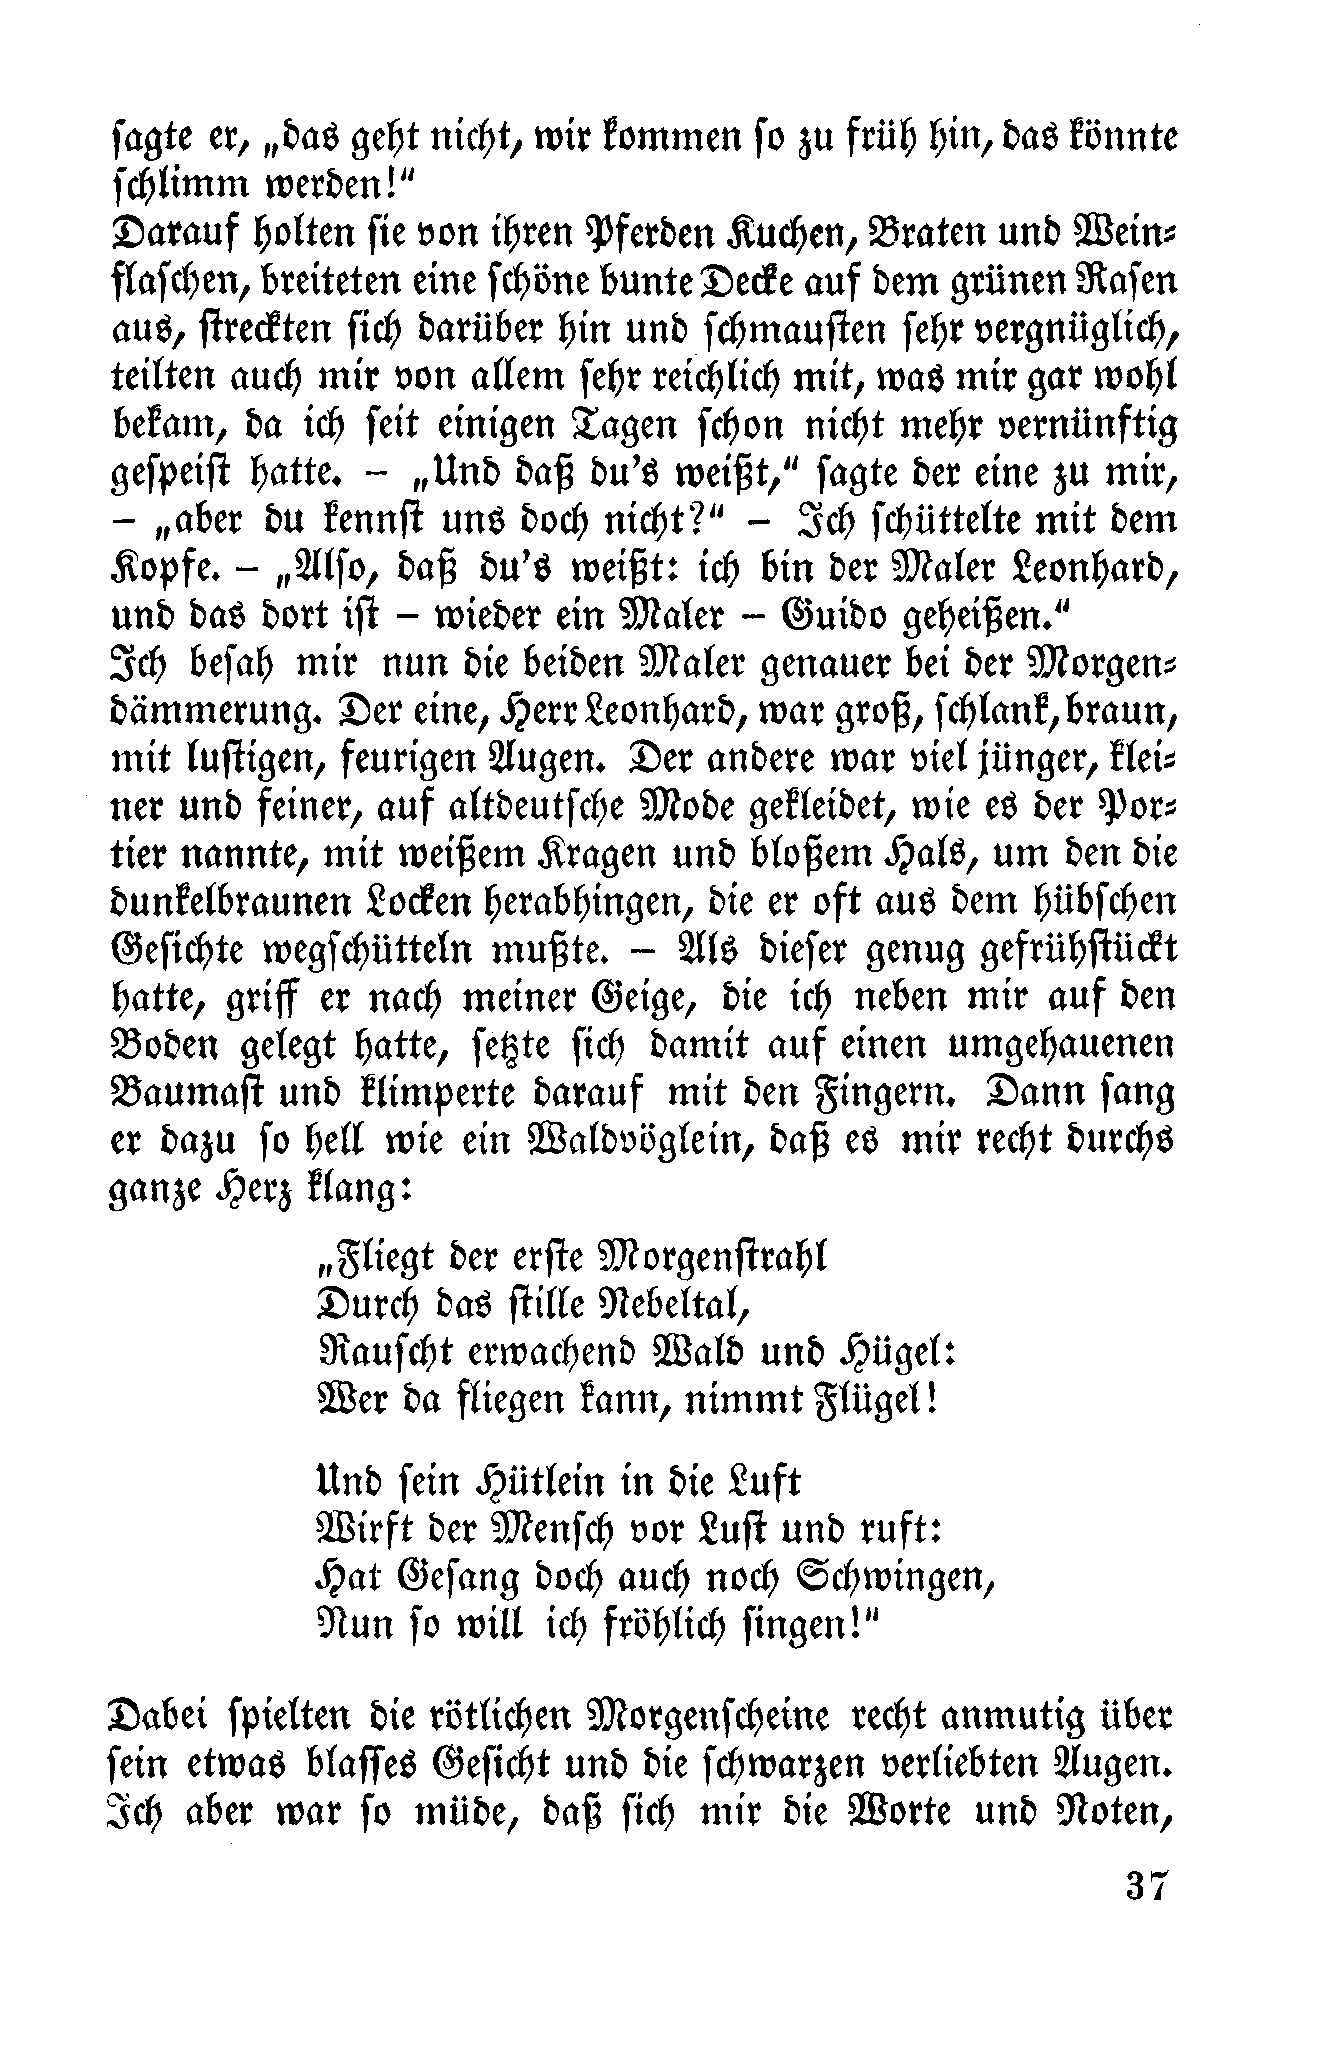 sagte er, „das geht nicht, wir kommen so zu früh hin, das könnte
schlimm werden!“
Darauf holten sie von ihren Pferden Kuchen, Braten und Wein⸗
flaschen, breiteten eine schöne bunte Decke auf dem grünen Rasen
aus, streckten sich darüber hin und schmausten sehr vergnüglich,
teilten auch mir von allem sehr reichlich mit, was mir gar wohl
bekam, da ich seit einigen Tagen schon nicht mehr vernünftig
gespeist hatte. – „Und daß du's weißt,“ sagte der eine zu mir,
– „aber du kennst uns doch nicht?“ – Ich schüttelte mit dem
Kopfe. – „Also, daß du's weißt: ich bin der Maler Leonhard,
und das dort ist – wieder ein Maler – Guido geheißen.“
Ich besah mir nun die beiden Maler genauer bei der Morgen⸗
dämmerung. Der eine, Herr Leonhard, war groß, schlank, braun,
mit lustigen, feurigen Augen. Der andere war viel jünger, klei⸗
ner und feiner, auf altdeutsche Mode gekleidet, wie es der Por⸗
tier nannte, mit weißem Kragen und bloßem Hals, um den die
dunkelbraunen Locken herabhingen, die er oft aus dem hübschen
Gesichte wegschütteln mußte. – Als dieser genug gefrühstückt
hatte, griff er nach meiner Geige, die ich neben mir auf den
Boden gelegt hatte, setzte sich damit auf einen umgehauenen
Baumast und klimperte darauf mit den Fingern. Dann sang
er dazu so hell wie ein Waldvöglein, daß es mir recht durchs
ganze Herz klang:
„Fliegt der erste Morgenstrahl
Durch das stille Nebeltal,
Rauscht erwachend Wald und Hügel:
Wer da fliegen kann, nimmt Flügel!
Und sein Hütlein in die Luft
Wirft der Mensch vor Lust und ruft:
Hat Gesang doch auch noch Schwingen,
Nun so will ich fröhlich singen!“
Dabei spielten die rötlichen Morgenscheine recht anmutig über
sein etwas blasses Gesicht und die schwarzen verliebten Augen.
Ich aber war so müde, daß sich mir die Worte und Noten,
37